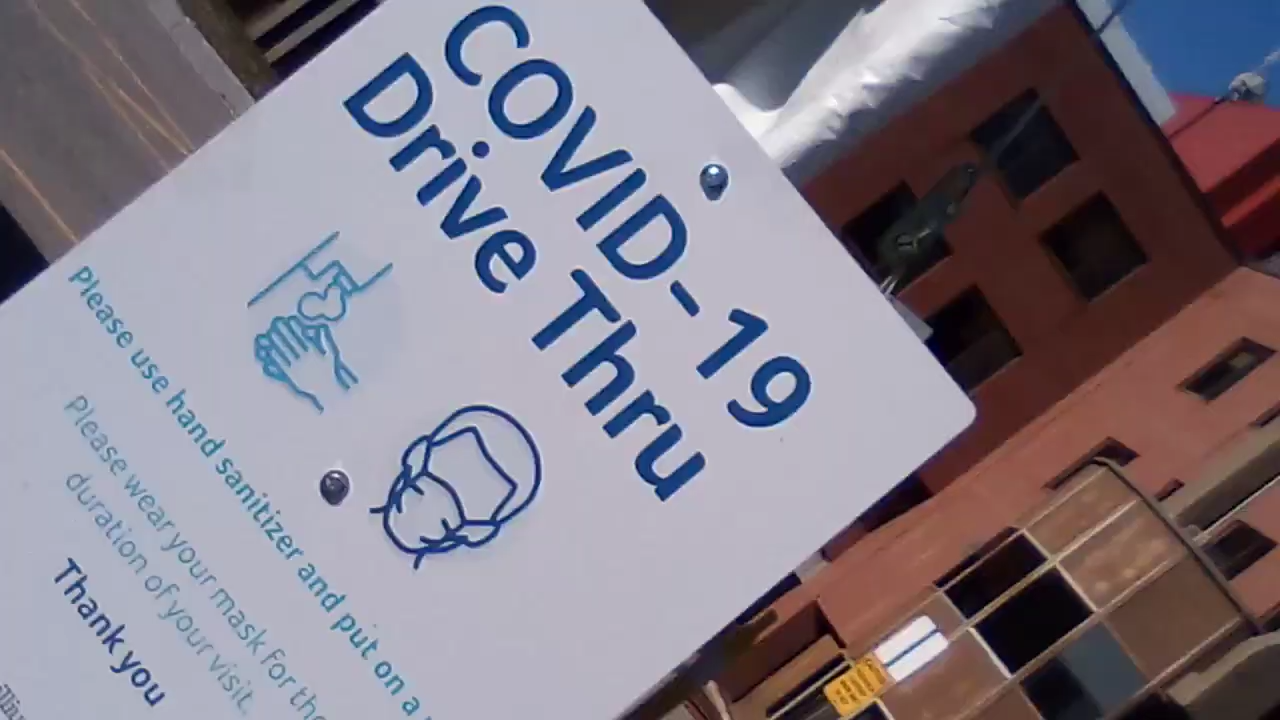 COVID-19
Drive Thru
Please use hand sanitizer and put on a
Please wear your mask for the
duration of your visit.
Thank you